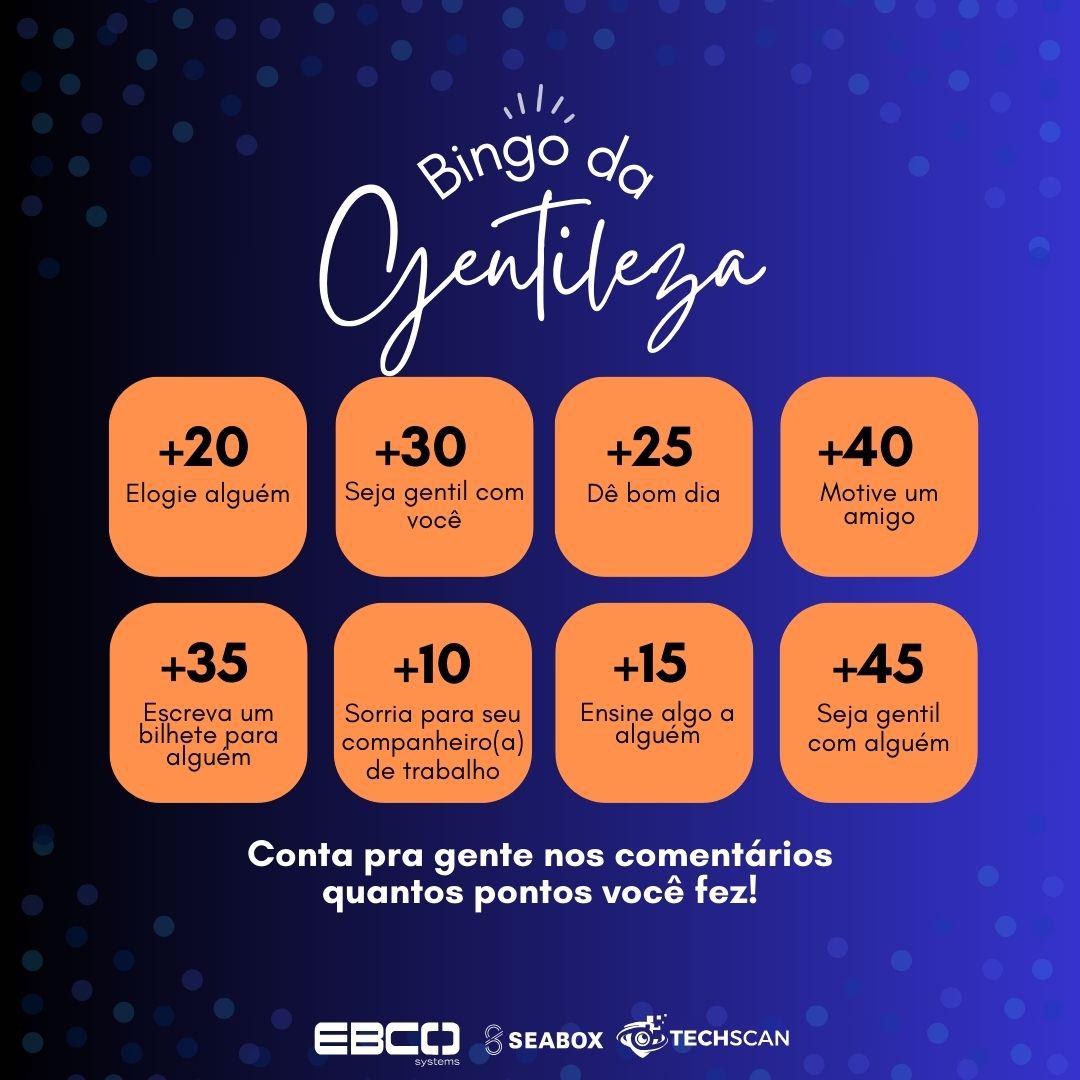 Bingo da
Gentileza
+20
Elogie alguém
+30
Seja gentil com
você
+25
Dê bom dia
+40
Motive um
amigo
+35
Escreva um
bilhete para
alguém
+10
Sorria para seu
companheiro(a)
de trabalho
+15
Ensine algo a
alguém
+45
Seja gentil
com alguém
Conta pra gente nos comentários
quantos pontos você fez!
EBCO
systems
SEABOX
TECHSCAN